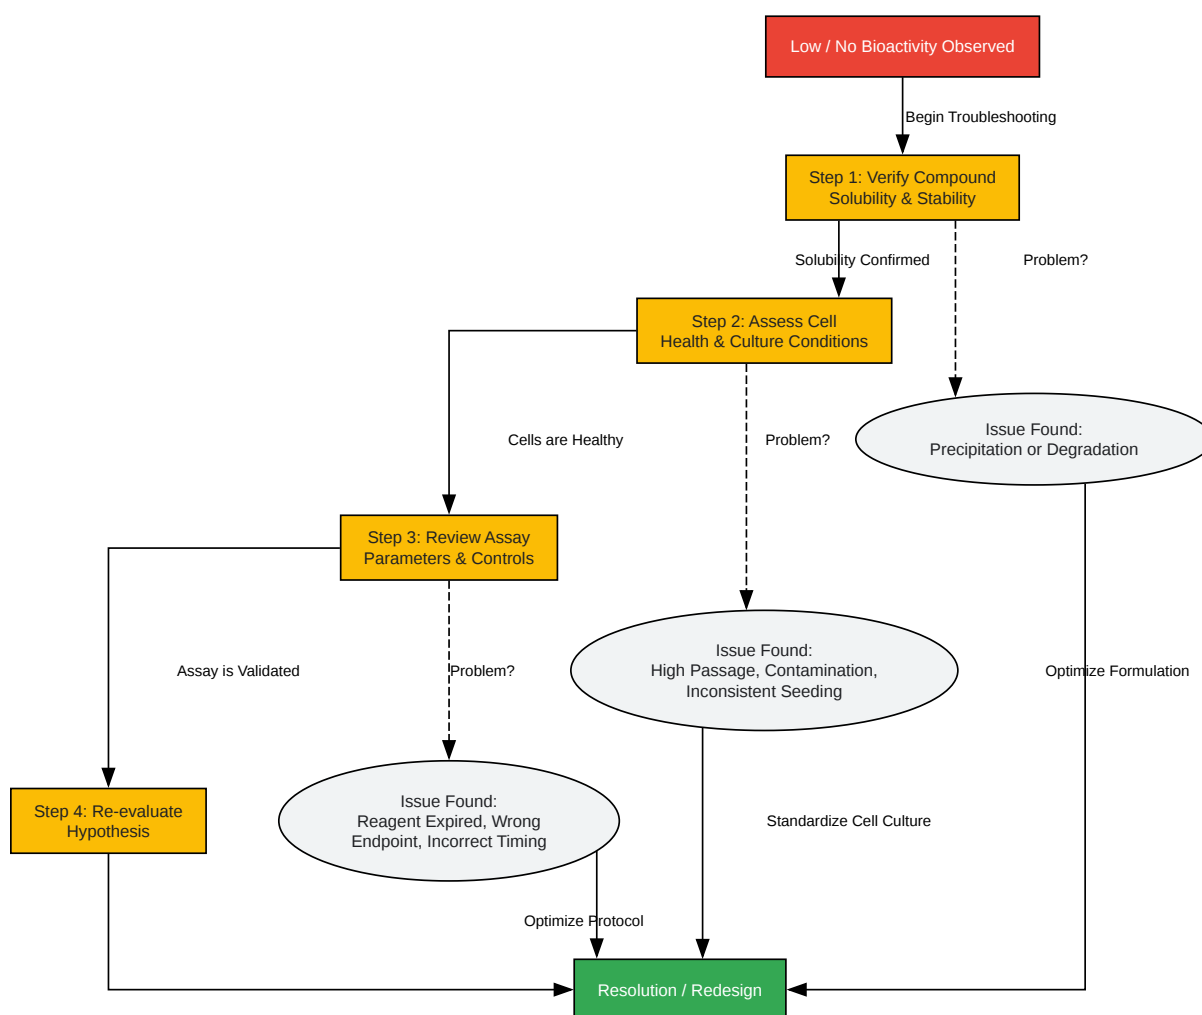 Low / No Bioactivity Observed
Begin Troubleshooting
Step 1: Verify Compound
Solubility & Stability
Solubility Confirmed
Problem?
Step 2: Assess Cell
Health & Culture Conditions
Cells are Healthy
Problem?
Issue Found:
Precipitation or Degradation
Step 3: Review Assay
Parameters & Controls
Assay is Validated
Problem?
Issue Found:
High Passage, Contamination,
Inconsistent Seeding
Optimize Formulation
Step 4: Re-evaluate
Hypothesis
Issue Found:
Reagent Expired, Wrong
Endpoint, Incorrect Timing
Standardize Cell Culture
Optimize Protocol
Resolution / Redesign